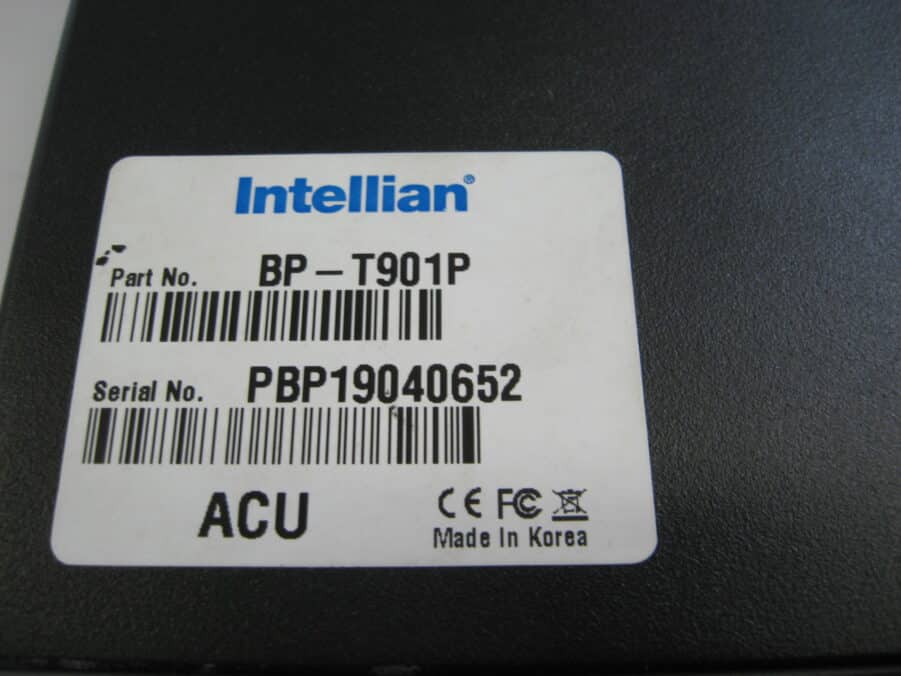 Intellian®
Part No. BP-T901P
Serial No. PBP19040652
ACU
CE FC
Made In Korea